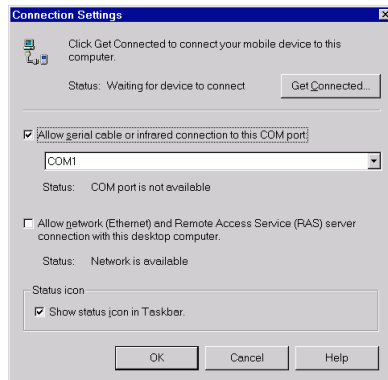 Connection Settings
Click Get Connected to connect your mobile device to this
computer.
Status: Waiting for device to connect
Get Connected...
Allow serial cable or infrared connection to this COM port:
COM1
Status: COM port is not available
Allow network (Ethernet) and Remote Access Service (RAS) server
connection with this desktop computer.
Status: Network is available
Status icon
Show status icon in Taskbar.
OK
Cancel
Help